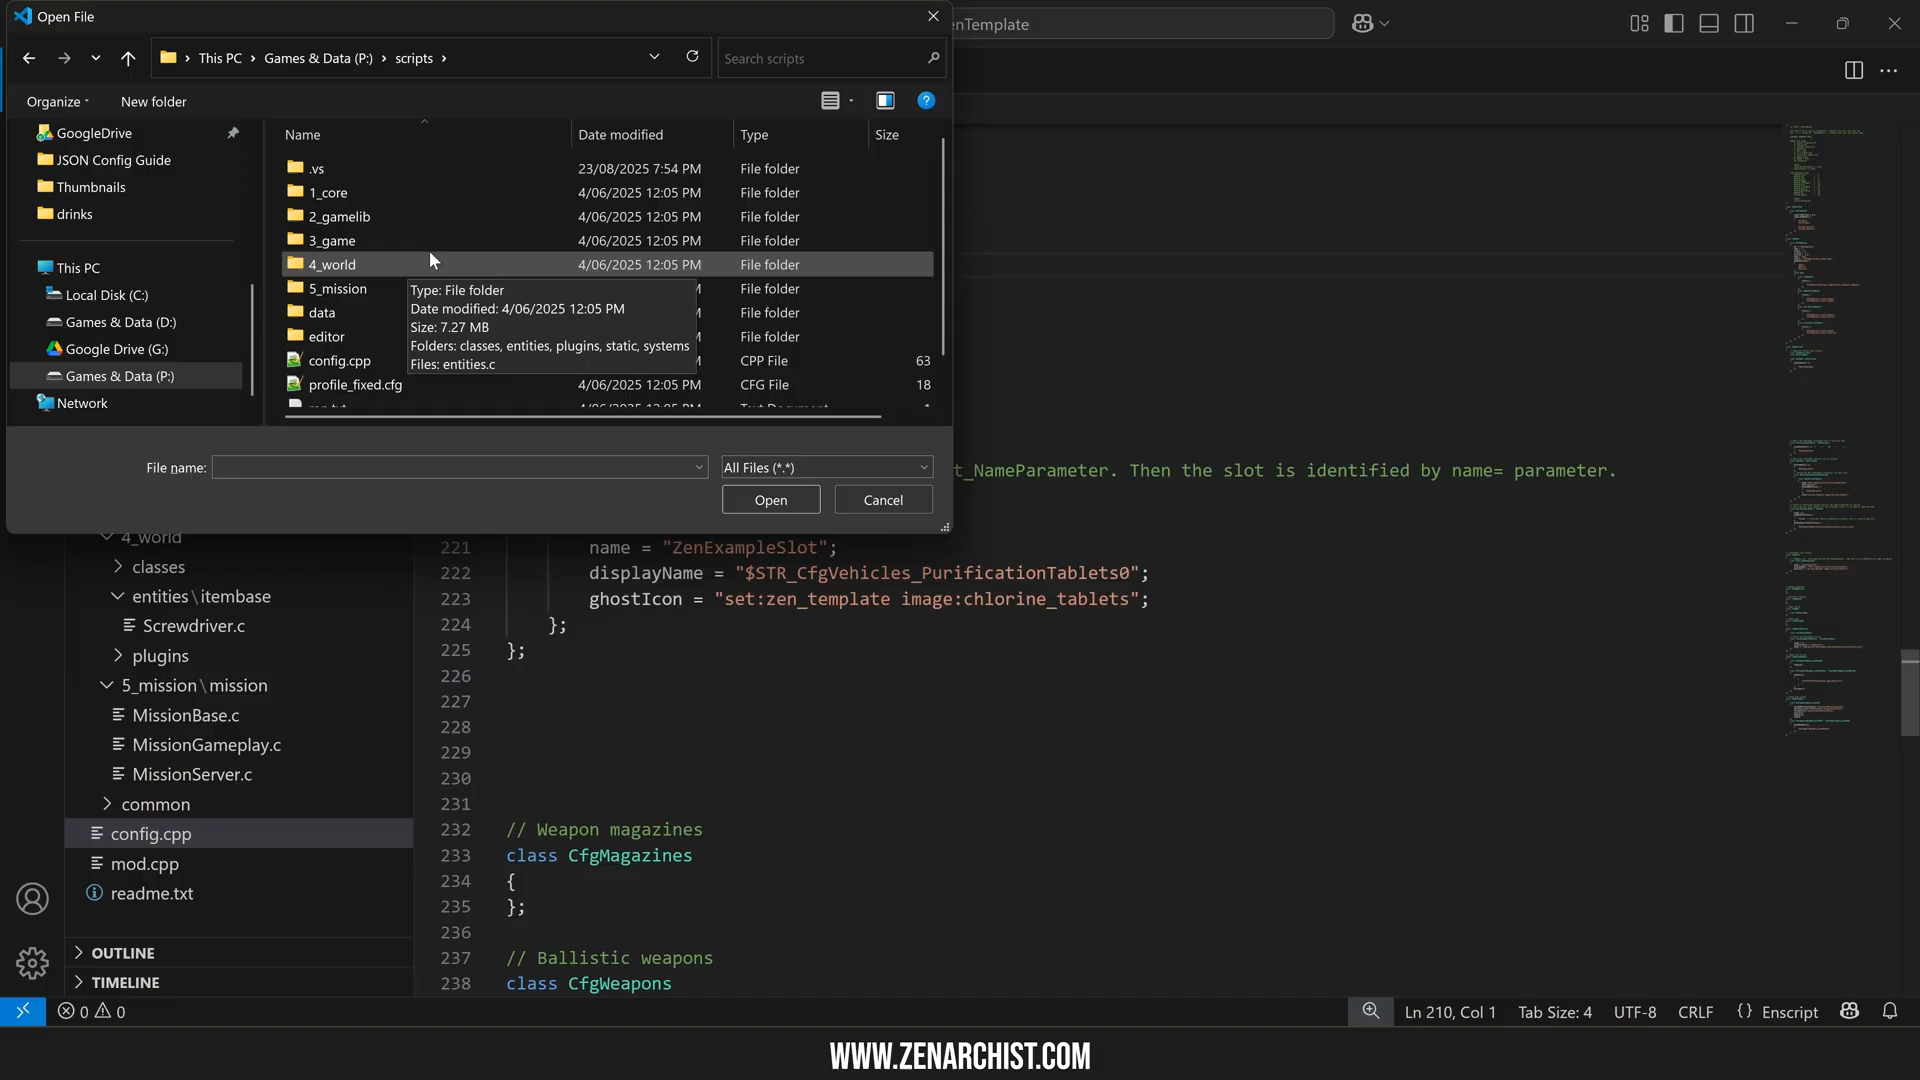 Open File
enTemplate
This PC
Games & Data (P:)
scripts
Search scripts
Organize
New folder
GoogleDrive
JSON Config Guide
Thumbnails
drinks
This PC
Local Disk (C:)
Games & Data (D:)
Google Drive (G:)
Games & Data (P:)
Network
Name Date modified Type Size
.vs 23/08/2025 7:54 PM File folder
1_core 4/06/2025 12:05 PM File folder
2_gamelib 4/06/2025 12:05 PM File folder
3_game 4/06/2025 12:05 PM File folder
4_world 4/06/2025 12:05 PM File folder
5_mission File folder
data File folder
editor File folder
config.cpp CPP File 63
profile_fixed.cfg 4/06/2025 12:05 PM CFG File 18
Type: File folder
Date modified: 4/06/2025 12:05 PM
Size: 7.27 MB
Folders: classes, entities, plugins, static, systems
Files: entities.c
File name:
All Files (*.*)
Open
Cancel
t_NameParameter. Then the slot is identified by name= parameter.
4_world
classes
entities\itembase
Screwdriver.c
plugins
5_mission\mission
MissionBase.c
MissionGameplay.c
MissionServer.c
common
config.cpp
mod.cpp
readme.txt
OUTLINE
TIMELINE
221 name = "ZenExampleSlot";
222 displayName = "$STR_CfgVehicles_PurificationTablets0";
223 ghostIcon = "set:zen_template image:chlorine_tablets";
224 };
225 };
226
227
228
229
230
231
232 // Weapon magazines
233 class CfgMagazines
234 {
235 };
236
237 // Ballistic weapons
238 class CfgWeapons
0 0
Ln 210, Col 1
Tab Size: 4
UTF-8
CRLF
{} Enscript
WWW.ZENARCHIST.COM